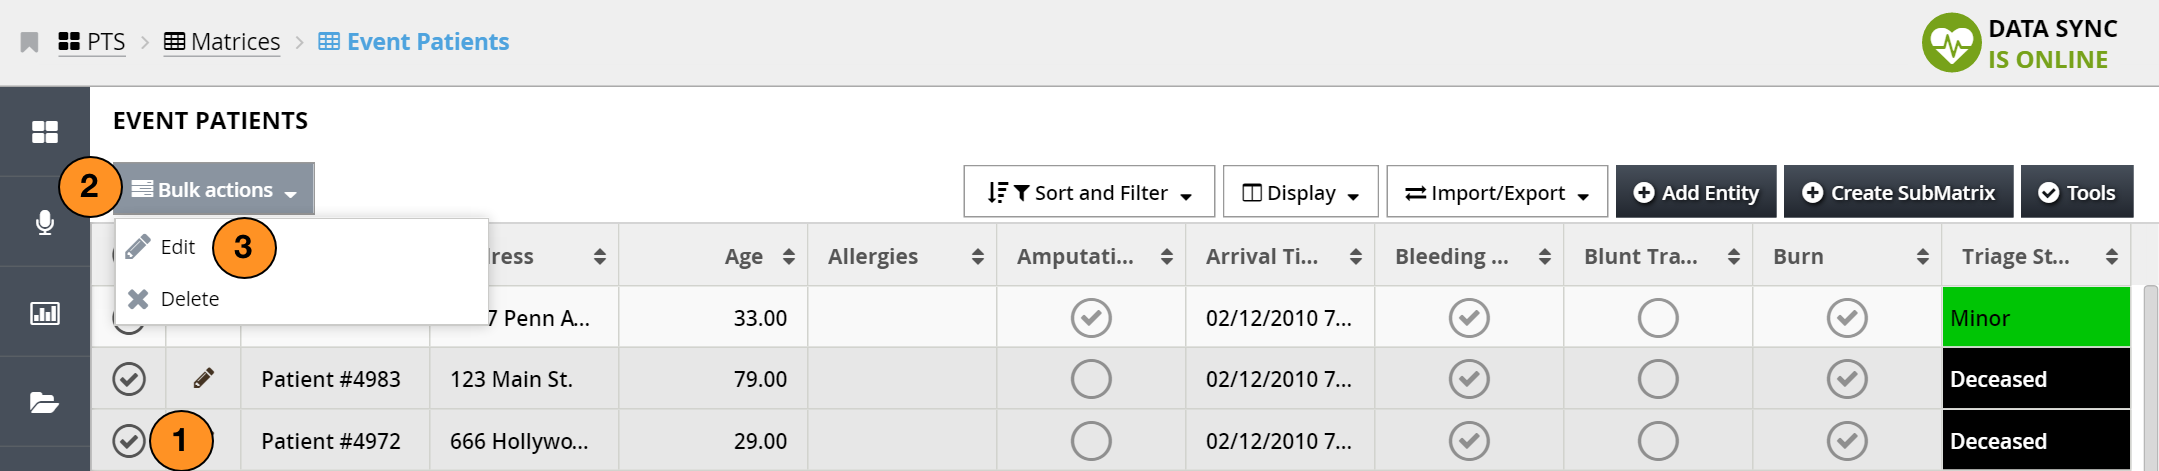 PTS > Matrices > Event Patients
DATA SYNC
IS ONLINE
EVENT PATIENTS
2 Bulk actions
Sort and Filter
Display
Import/Export
Add Entity
Create SubMatrix
Tools
Edit 3
Delete
ress Age Allergies Amputati... Arrival Ti... Bleeding ... Blunt Tra... Burn Triage St...
7 Penn A... 33.00 02/12/2010 7... Minor
Patient #4983 123 Main St. 79.00 02/12/2010 7... Deceased
1 Patient #4972 666 Hollywo... 29.00 02/12/2010 7... Deceased